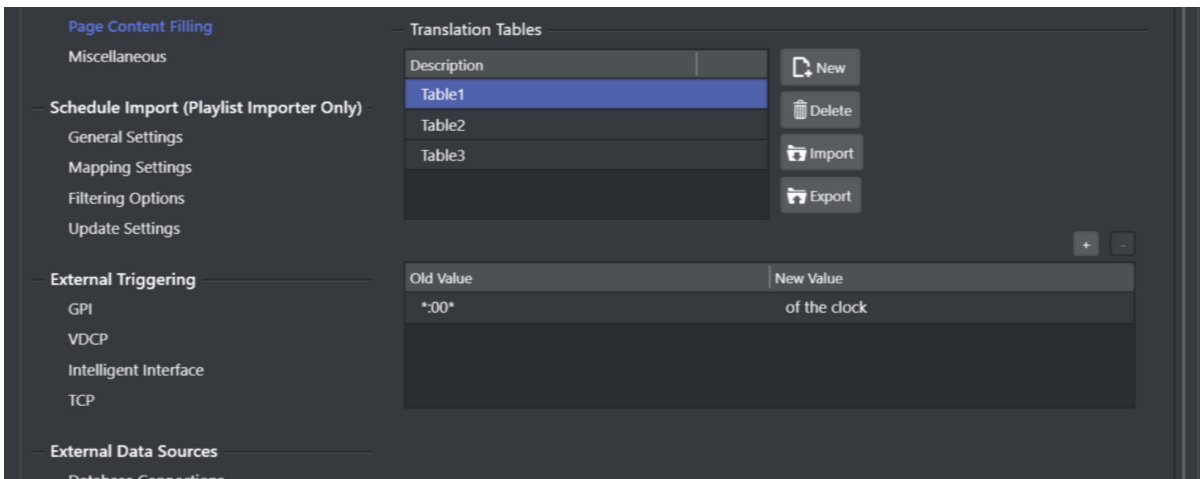 Page Content Filling
Miscellaneous
Schedule Import (Playlist Importer Only)
General Settings
Mapping Settings
Filtering Options
Update Settings
External Triggering
GPI
VDCP
Intelligent Interface
TCP
External Data Sources
Database Connections
Translation Tables
Description
Table1
Table2
Table3
New
Delete
Import
Export
+ -
Old Value New Value
*:00* of the clock